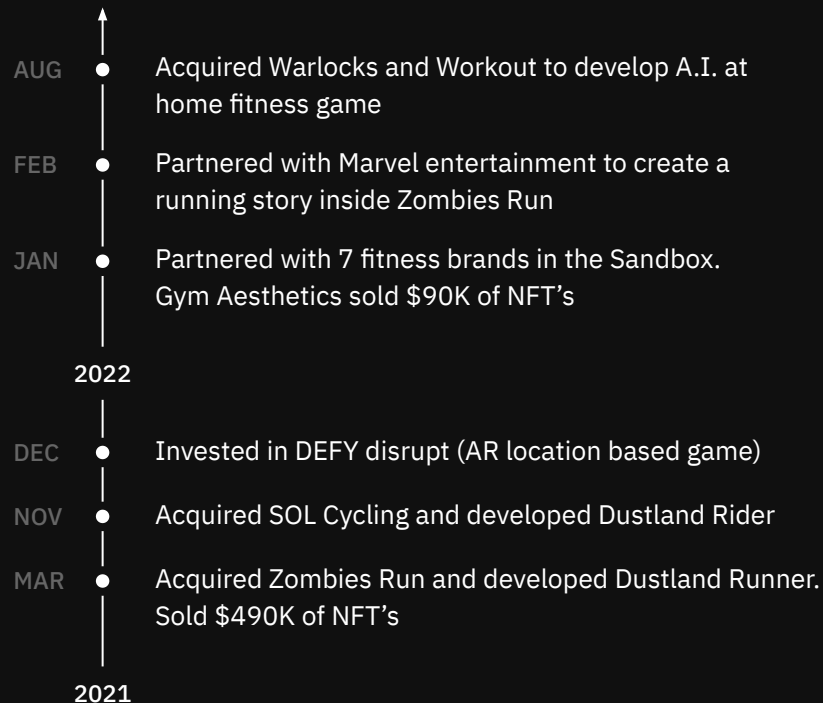 AUG
Acquired Warlocks and Workout to develop A.I. at
home fitness game
FEB
Partnered with Marvel entertainment to create a
running story inside Zombies Run
JAN
Partnered with 7 fitness brands in the Sandbox.
Gym Aesthetics sold $90K of NFT’s
2022
DEC
Invested in DEFY disrupt (AR location based game)
NOV
Acquired SOL Cycling and developed Dustland Rider
MAR
Acquired Zombies Run and developed Dustland Runner.
Sold $490K of NFT’s
2021